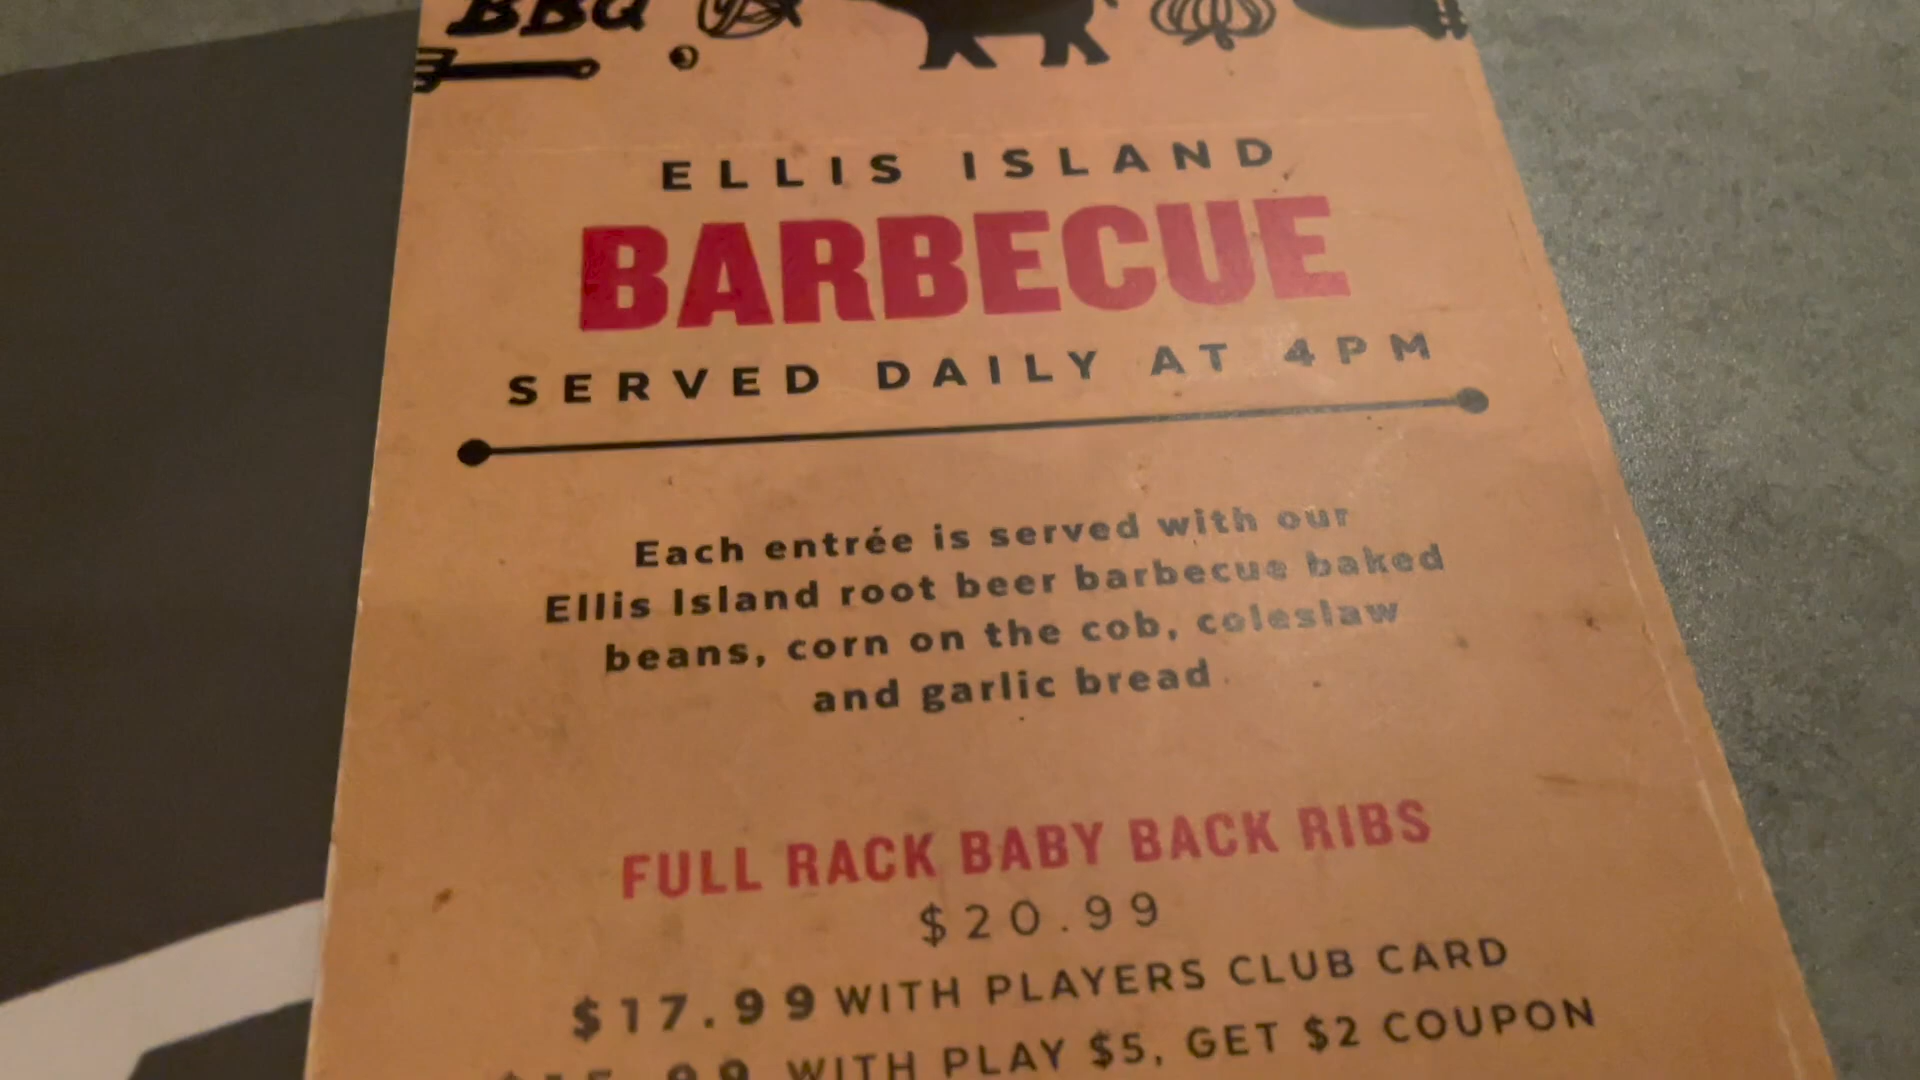 BBQ
ELLIS ISLAND
BARBECUE
SERVED DAILY AT 4PM
Each entrée is served with our
Ellis Island root beer barbecue baked
beans, corn on the cob, coleslaw
and garlic bread
FULL RACK BABY BACK RIBS
$20.99
$17.99 WITH PLAYERS CLUB CARD
$15.99 WITH PLAY $5, GET $2 COUPON